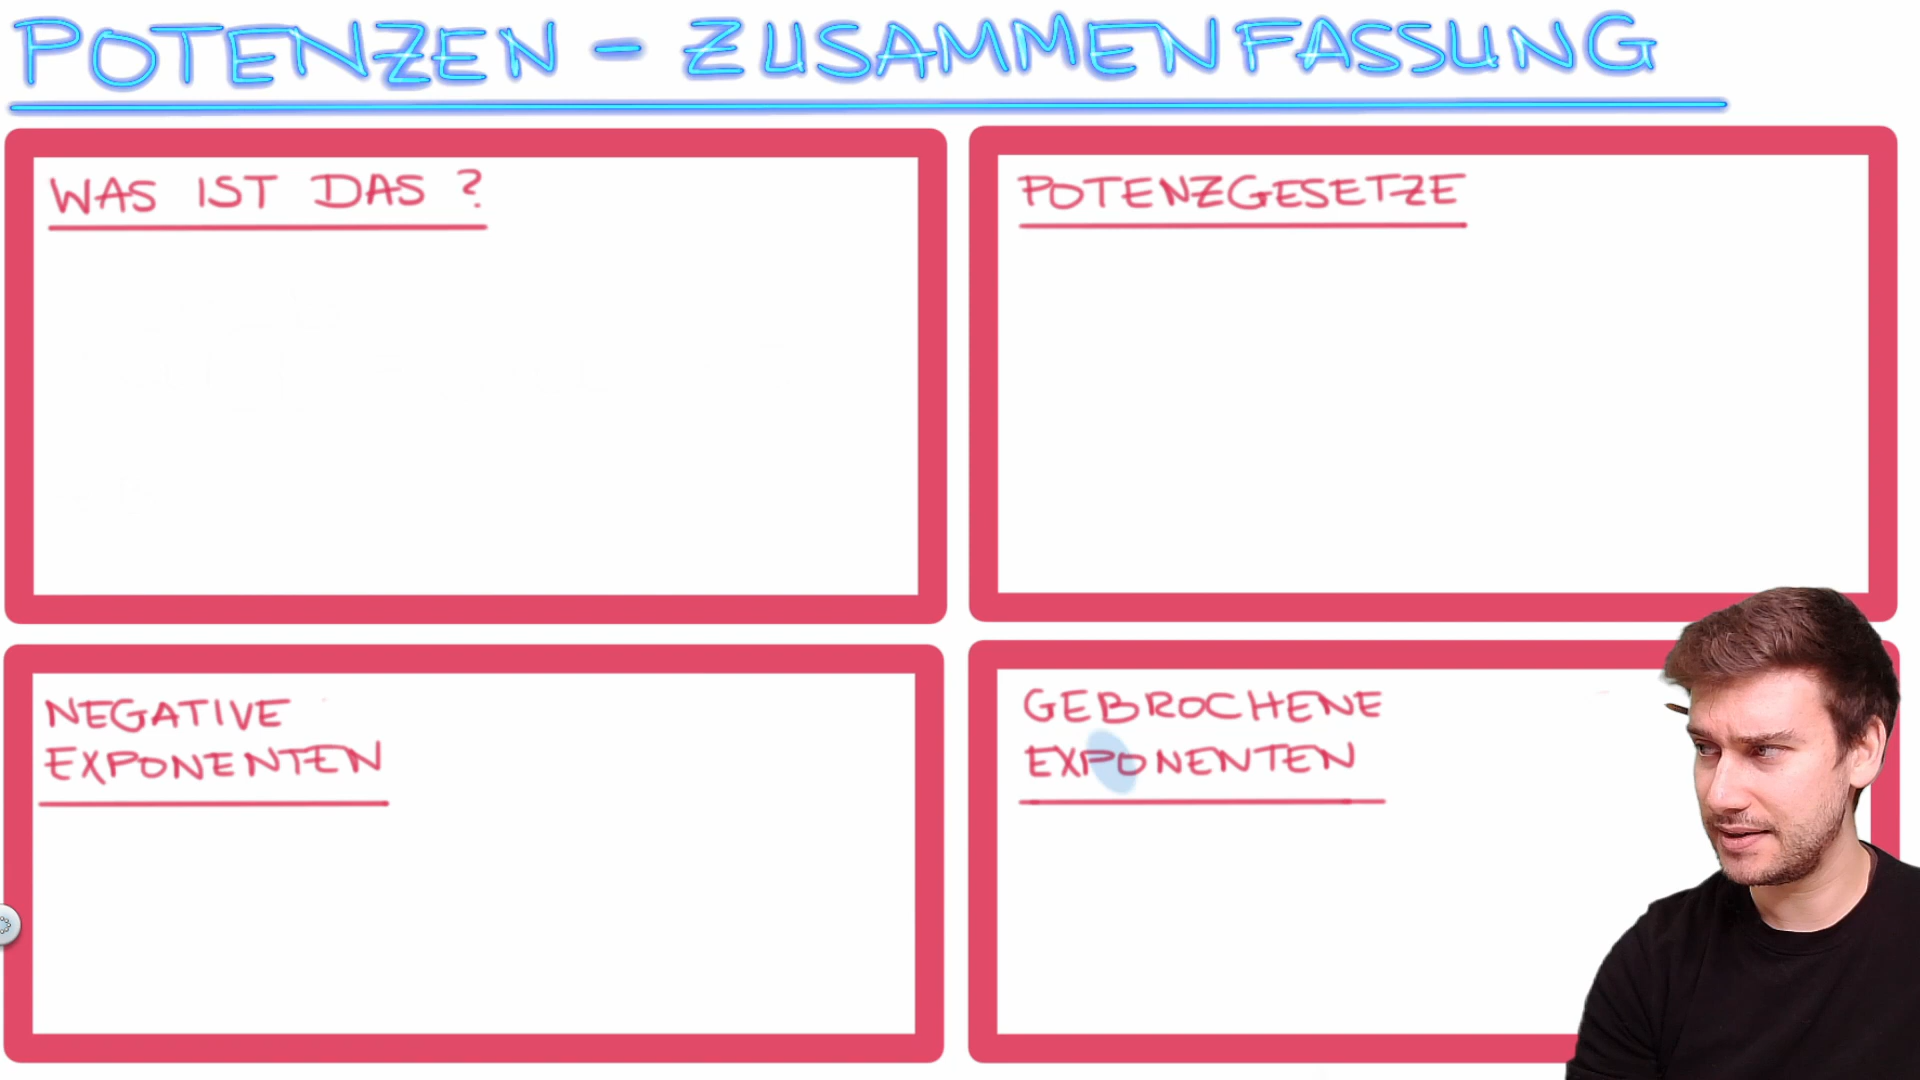 POTENZEN - ZUSAMMENFASSUNG
WAS IST DAS ?
POTENZGESETZE
NEGATIVE
EXPONENTEN
GEBROCHENE
EXPONENTEN